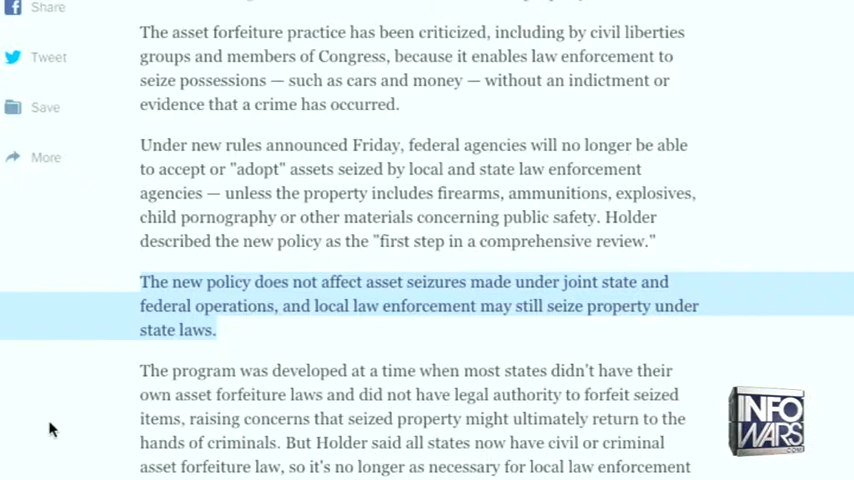 Share
The asset forfeiture practice has been criticized, including by civil liberties
groups and members of Congress, because it enables law enforcement to
Tweet
seize possessions — such as cars and money — without an indictment or
evidence that a crime has occurred.
Save
Under new rules announced Friday, federal agencies will no longer be able
More
to accept or "adopt" assets seized by local and state law enforcement
agencies — unless the property includes firearms, ammunitions, explosives,
child pornography or other materials concerning public safety. Holder
described the new policy as the "first step in a comprehensive review."
The new policy does not affect asset seizures made under joint state and
federal operations, and local law enforcement may still seize property under
state laws.
The program was developed at a time when most states didn't have their
own asset forfeiture laws and did not have legal authority to forfeit seized
items, raising concerns that seized property might ultimately return to the
hands of criminals. But Holder said all states now have civil or criminal
asset forfeiture law, so it's no longer as necessary for local law enforcement
INFO
WARS
.com